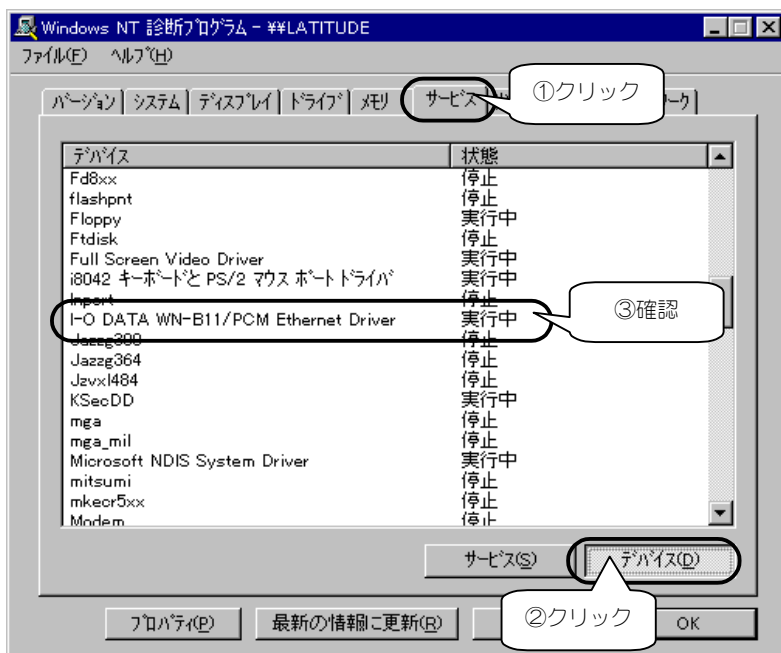 Windows NT 診断ﾌﾟﾛｸﾞﾗﾑ - ¥¥LATITUDE
ﾌｧｲﾙ(F) ﾍﾙﾌﾟ(H)
ﾊﾞｰｼﾞｮﾝ ｼｽﾃﾑ ﾃﾞｨｽﾌﾟﾚｲ ﾄﾞﾗｲﾌﾞ ﾒﾓﾘ ｻｰﾋﾞｽ
①クリック
ﾃﾞﾊﾞｲｽ 状態
Fd8xx 停止
flashpnt 停止
Floppy 実行中
Ftdisk 停止
Full Screen Video Driver 実行中
i8042 ｷｰﾎﾞｰﾄﾞと PS/2 ﾏｳｽ ﾎﾟｰﾄ ﾄﾞﾗｲﾊﾞ 実行中
Inport 停止
I-O DATA WN-B11/PCM Ethernet Driver 実行中
③確認
Jazzg300 停止
Jazzg364 停止
Jzvxl484 停止
KSecDD 実行中
mga 停止
mga_mil 停止
Microsoft NDIS System Driver 実行中
mitsumi 停止
mkecr5xx 停止
Modem 停止
ｻｰﾋﾞｽ(S) ﾃﾞﾊﾞｲｽ(D)
②クリック
ﾌﾟﾛﾊﾟﾃｨ(P) 最新の情報に更新(R) OK